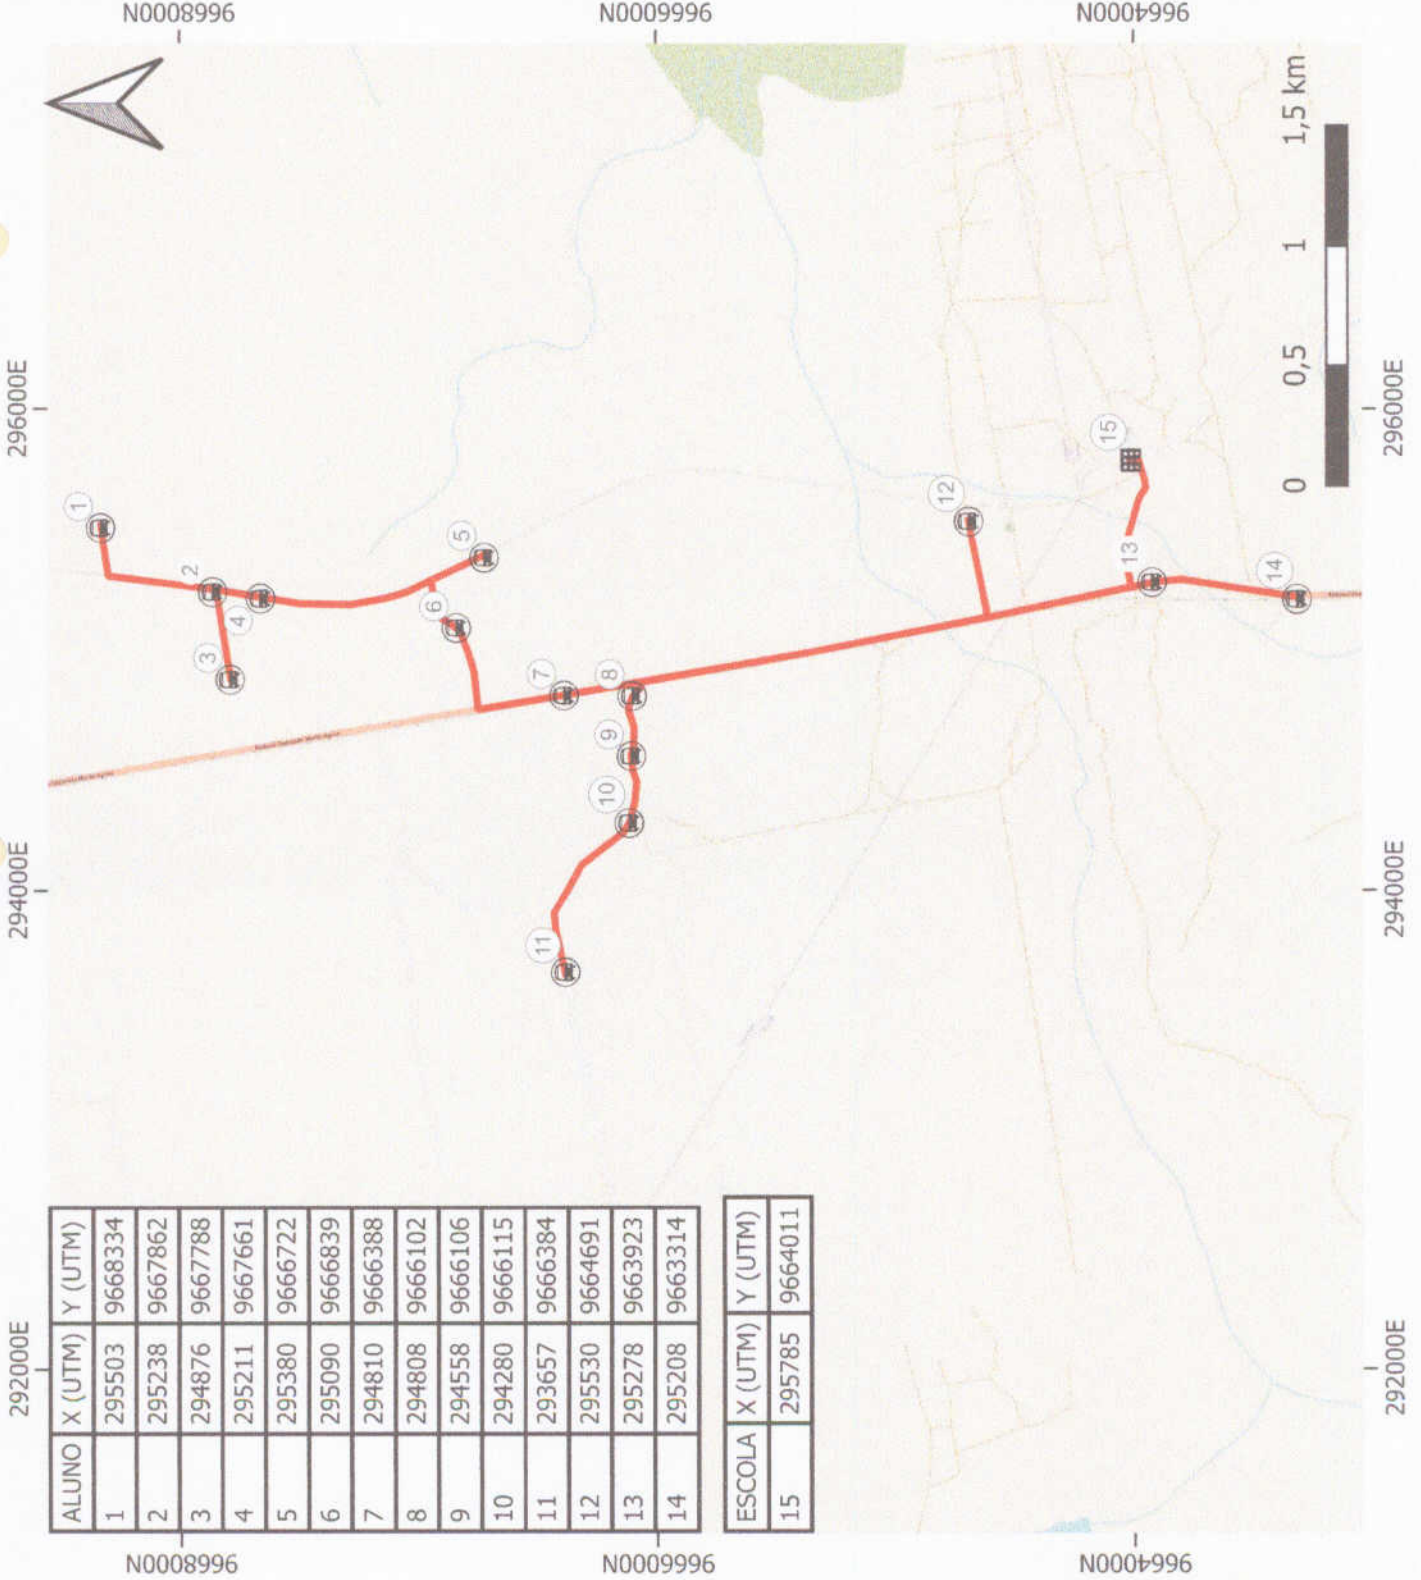 292000E
294000E
296000E
9668000N
9668000N
9666000N
9666000N
9664000N
9664000N
ALUNO X (UTM) Y (UTM)
1 295503 9668334
2 295238 9667862
3 294876 9667788
4 295211 9667661
5 295380 9666722
6 295090 9666839
7 294810 9666388
8 294808 9666102
9 294558 9666106
10 294280 9666115
11 293657 9666384
12 295530 9664691
13 295278 9663923
14 295208 9663314
ESCOLA X (UTM) Y (UTM)
15 295785 9664011
1
2
3
4
5
6
7
8
9
10
11
12
13
14
15
0 0,5 1 1,5 km
292000E
294000E
296000E